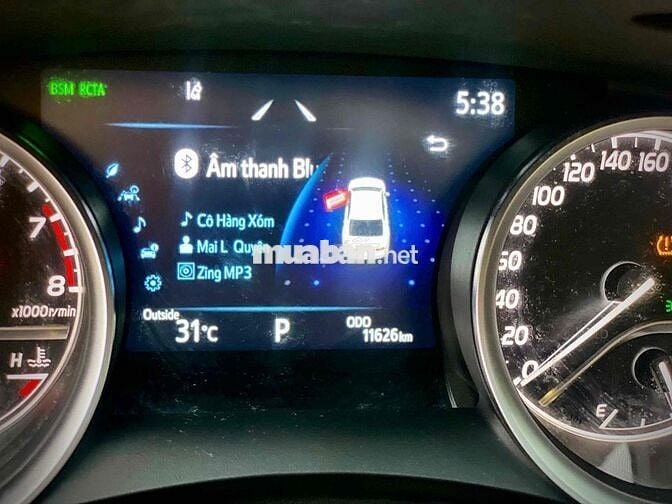 BSM RCTA
5:38
Âm thanh Blu
Cô Hàng Xóm
Mai L Quyên
Zing MP3
muaban.net
Outside
31°C
P
ODO
11626km
7
8
x1000r/min
H
0
20
40
60
80
100
120
140
160
E